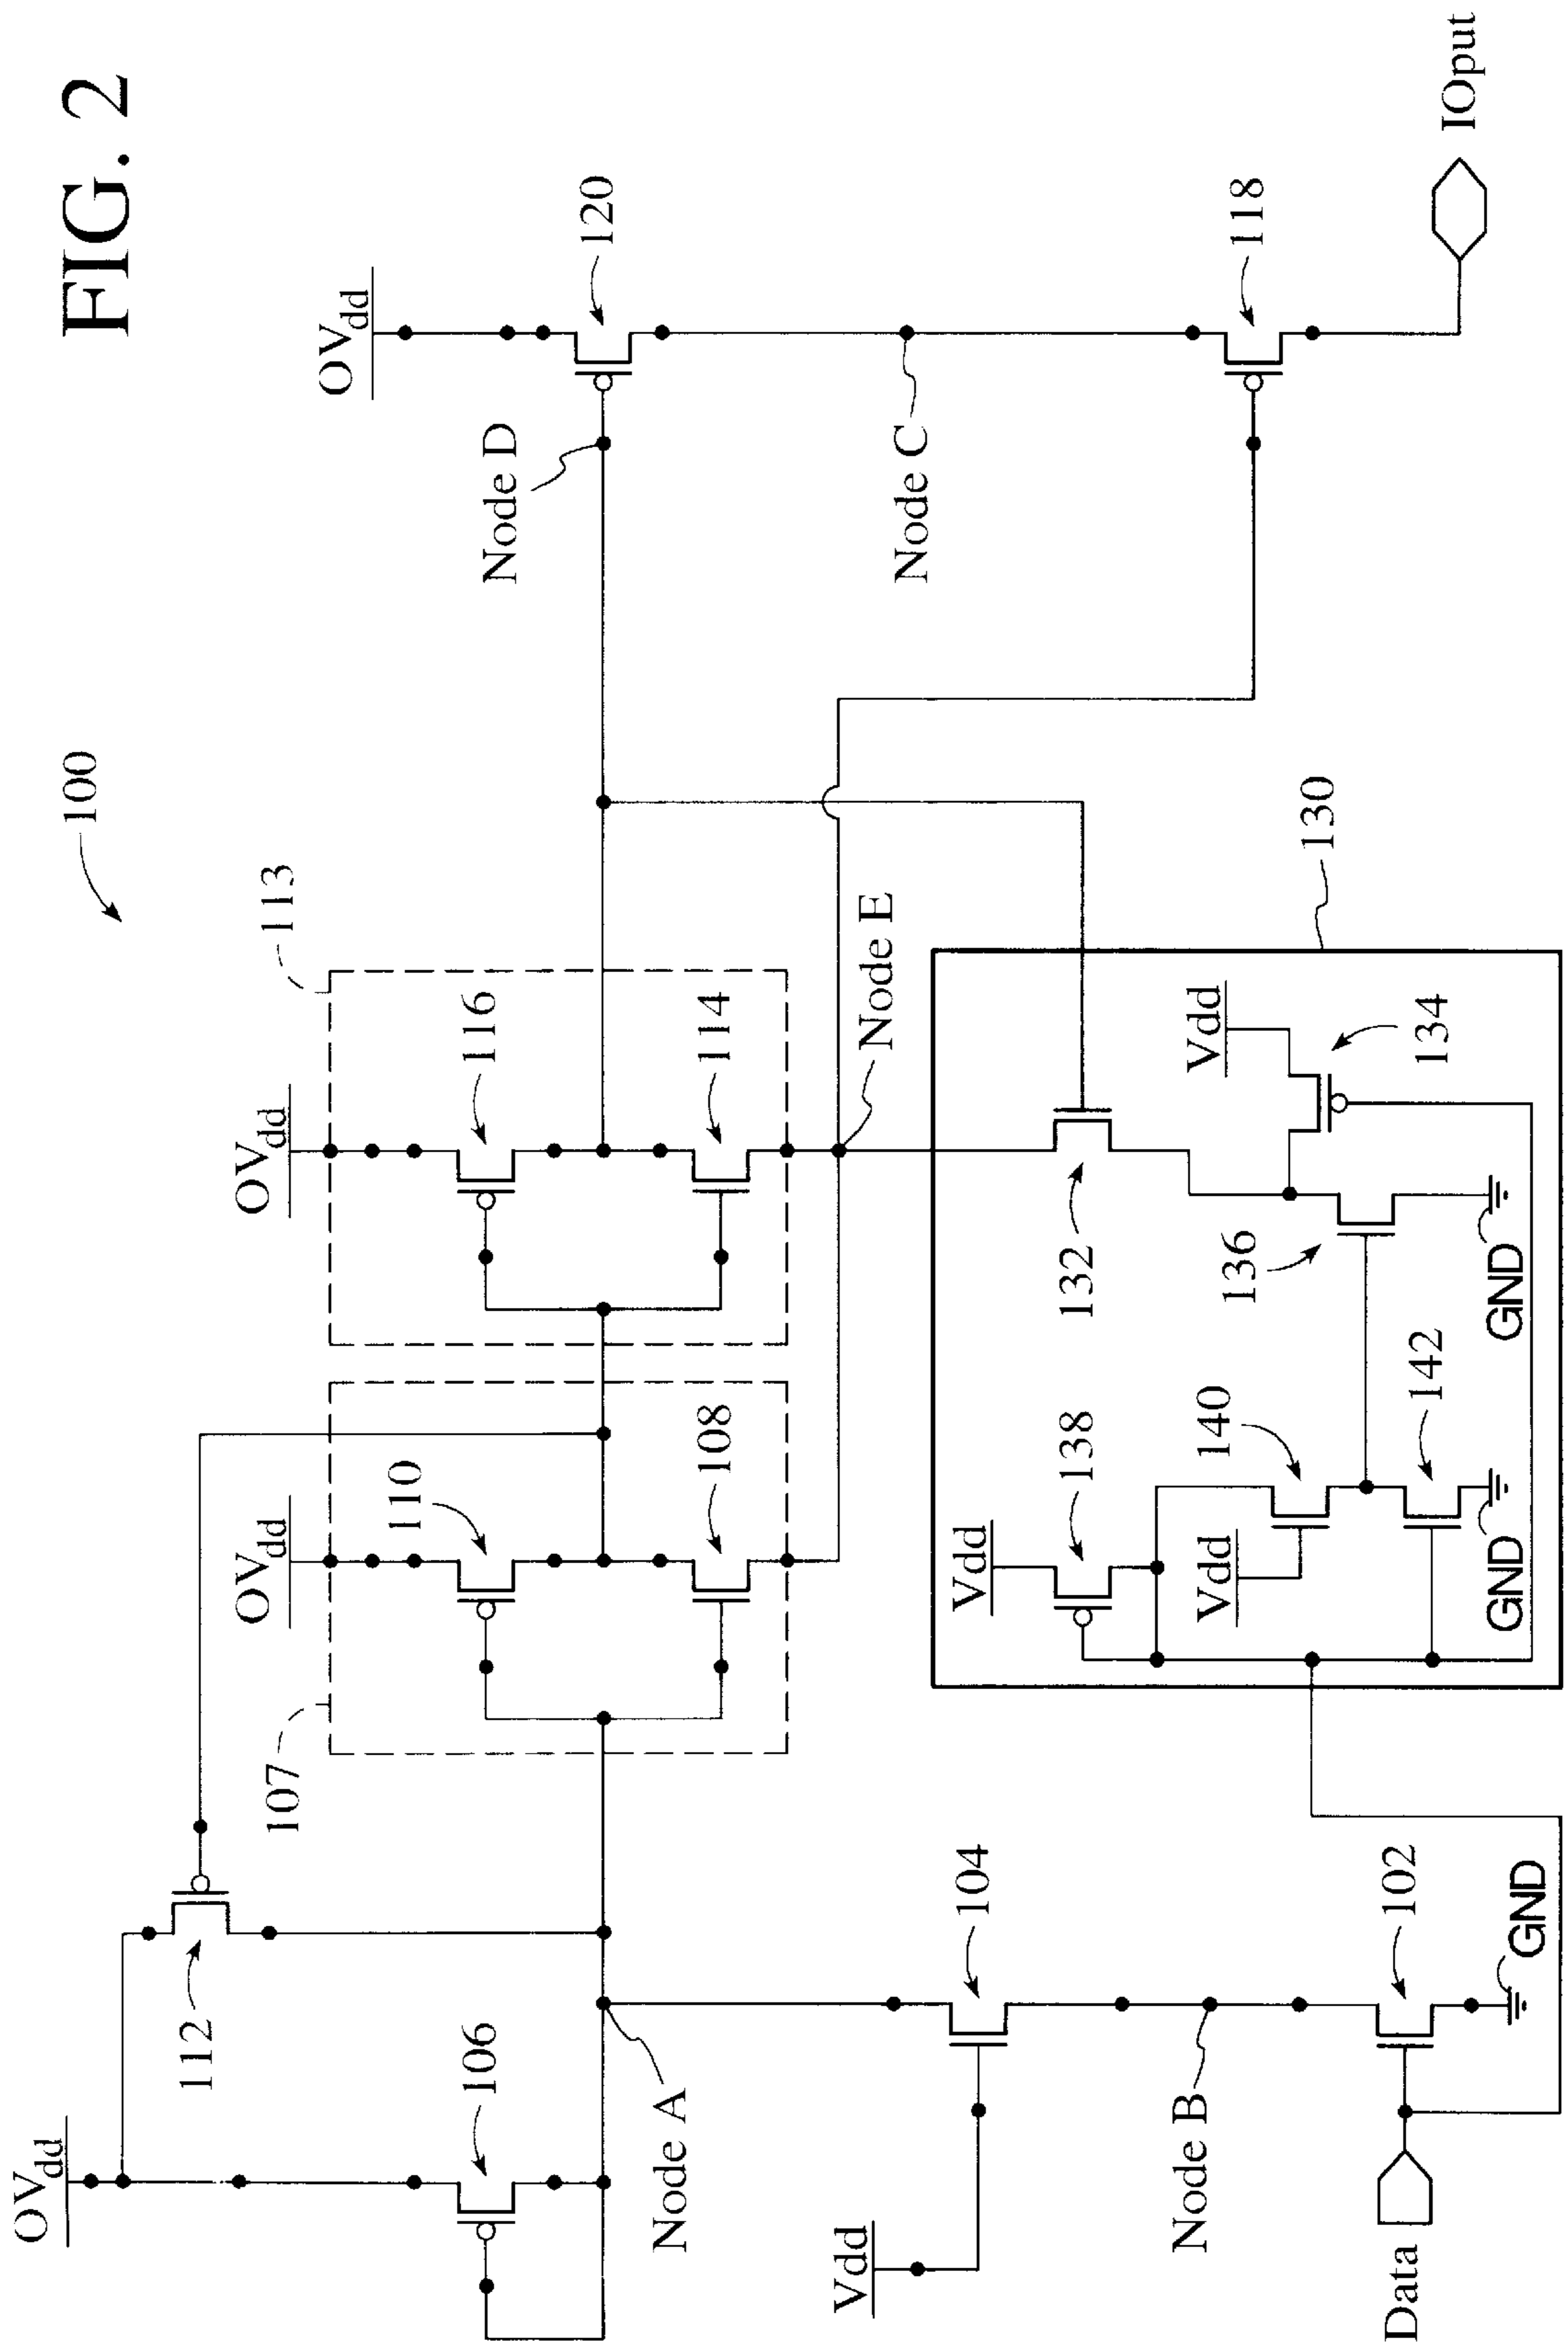 FIG. 2
100
OVdd
112
106
Node A
Vdd
104
Node B
Data
102
GND
107
OVdd
110
108
113
OVdd
116
114
Node E
130
Vdd
138
Vdd
140
142
GND
132
136
GND
Vdd
134
OVdd
120
Node D
Node C
118
IOput